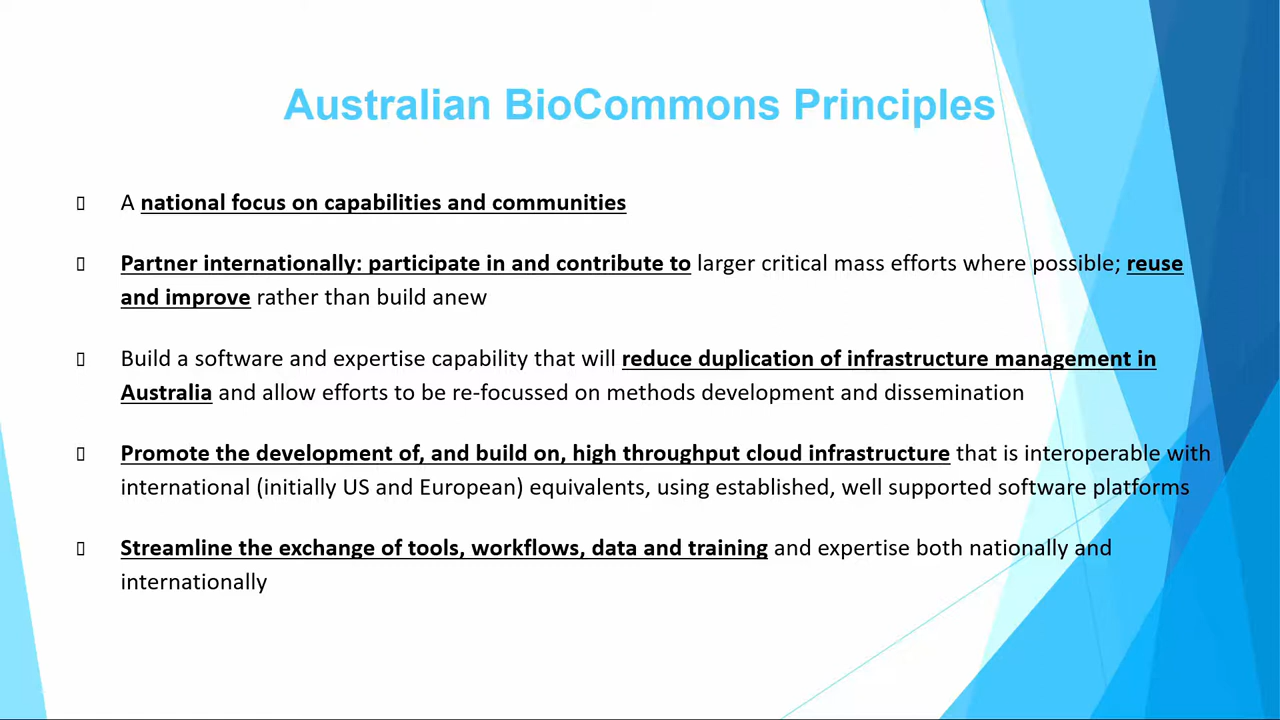 Australian BioCommons Principles
A national focus on capabilities and communities
Partner internationally: participate in and contribute to larger critical mass efforts where possible; reuse
and improve rather than build anew
Build a software and expertise capability that will reduce duplication of infrastructure management in
Australia and allow efforts to be re-focussed on methods development and dissemination
Promote the development of, and build on, high throughput cloud infrastructure that is interoperable with
international (initially US and European) equivalents, using established, well supported software platforms
Streamline the exchange of tools, workflows, data and training and expertise both nationally and
internationally